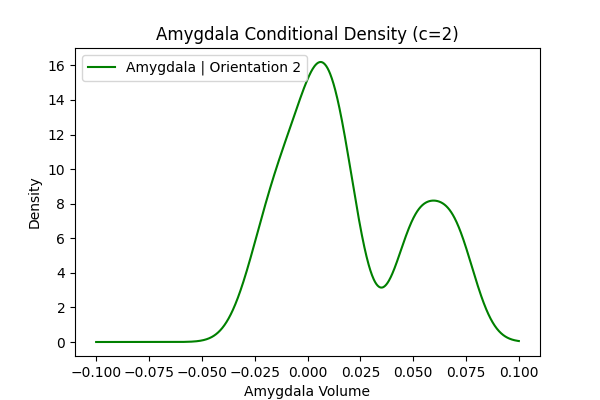 Amygdala Conditional Density (c=2)
Amygdala | Orientation 2
16
14
12
10
8
6
4
2
0
Density
−0.100 −0.075 −0.050 −0.025 0.000 0.025 0.050 0.075 0.100
Amygdala Volume